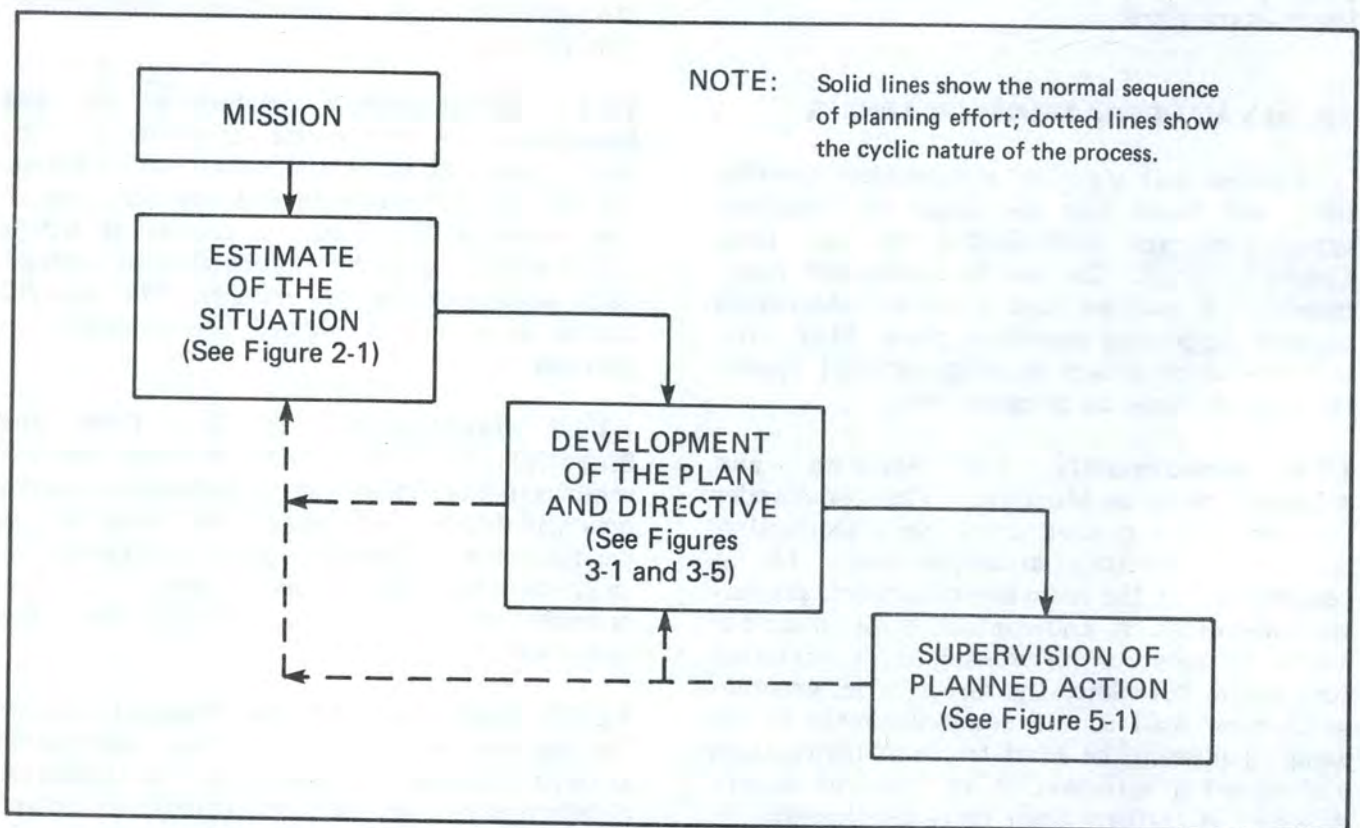 MISSION
NOTE: Solid lines show the normal sequence
of planning effort; dotted lines show
the cyclic nature of the process.
ESTIMATE
OF THE
SITUATION
(See Figure 2-1)
DEVELOPMENT
OF THE PLAN
AND DIRECTIVE
(See Figures
3-1 and 3-5)
SUPERVISION OF
PLANNED ACTION
(See Figure 5-1)